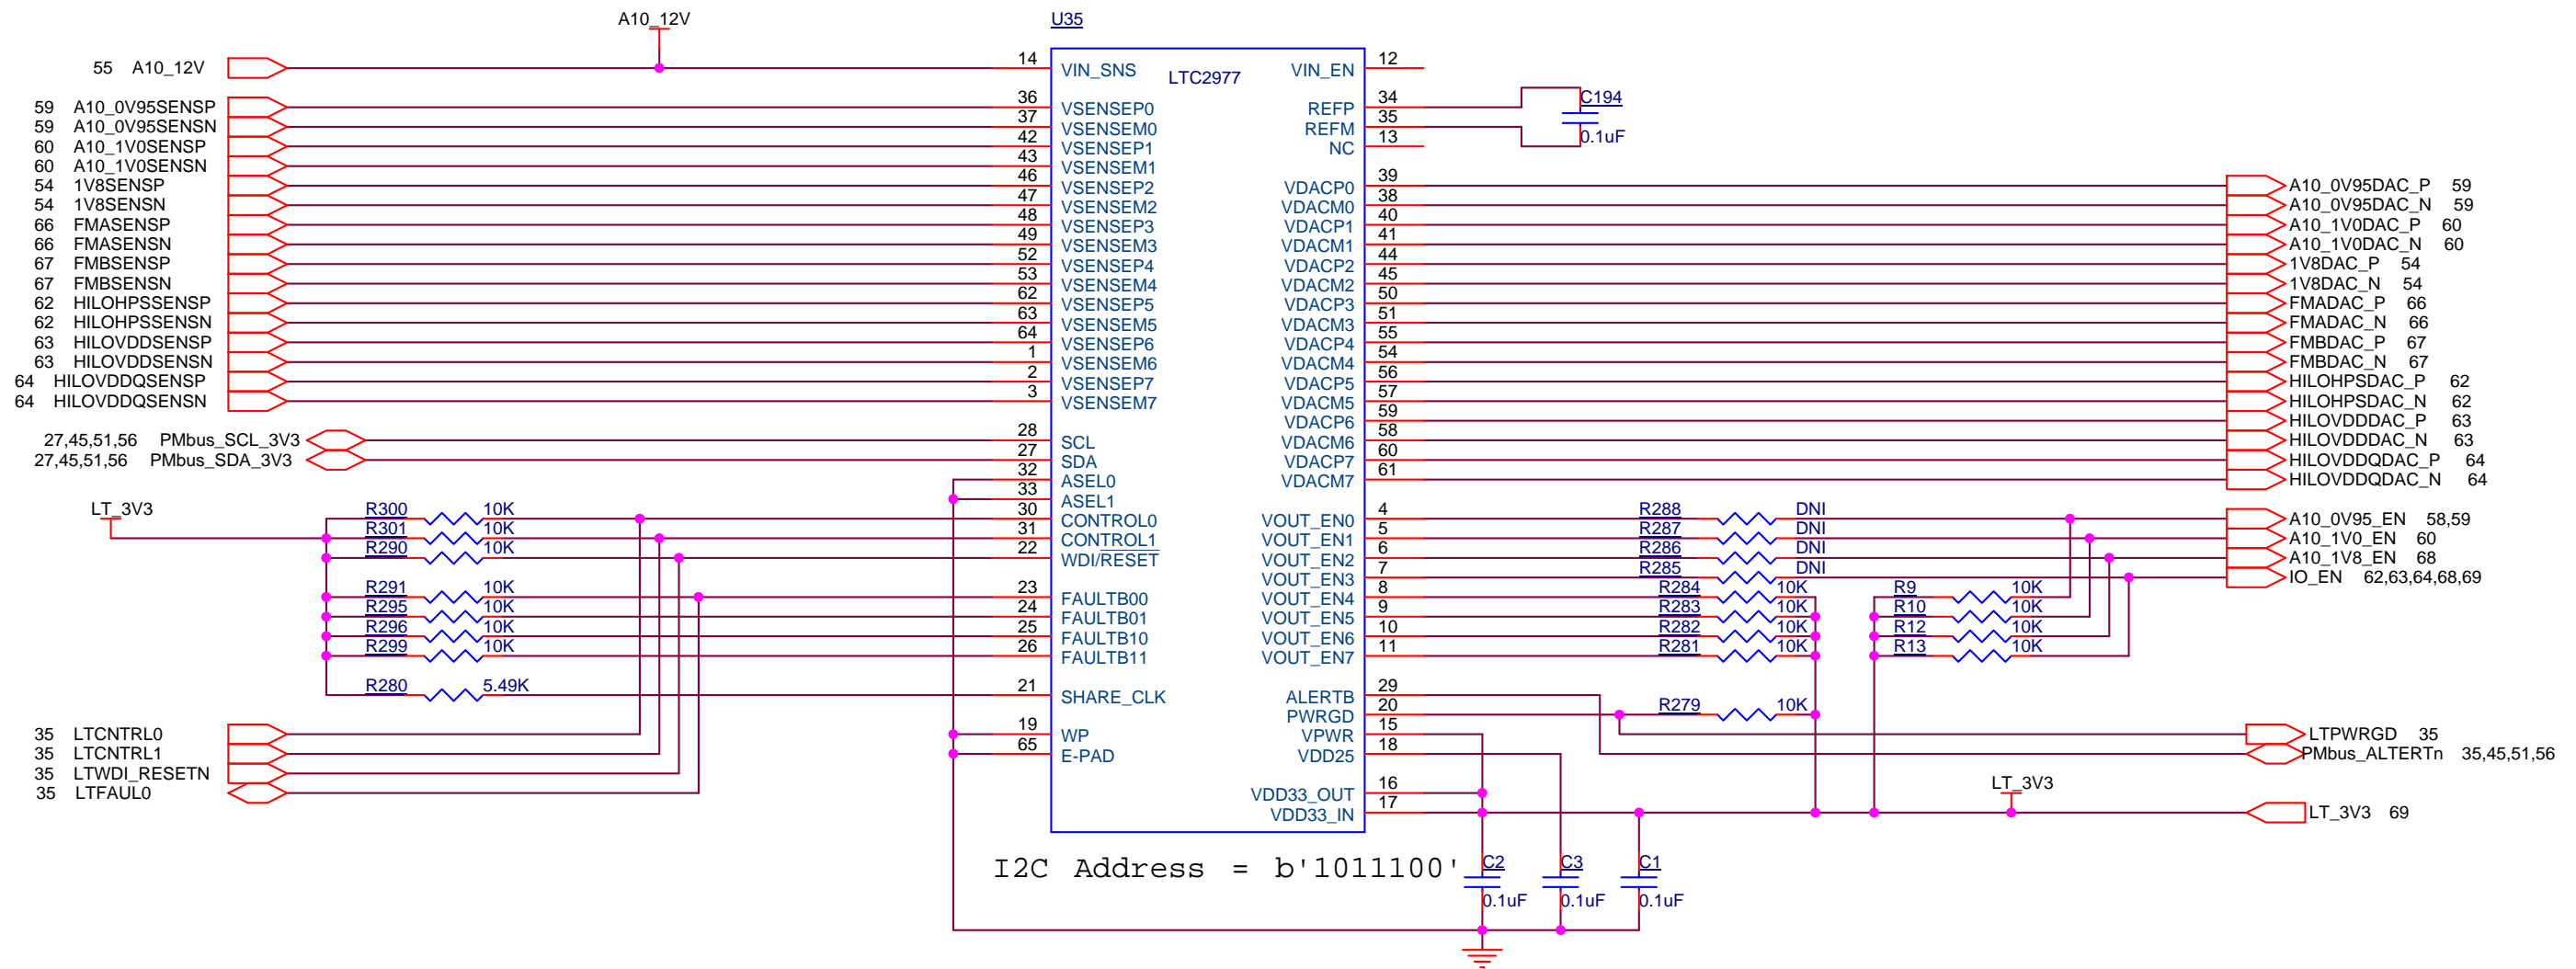 A10_12V
U35
55 A10_12V
14 VIN_SNS
LTC2977
VIN_EN 12
59 A10_0V95SENSP
36 VSENSEP0
59 A10_0V95SENSN
37 VSENSEM0
60 A10_1V0SENSP
42 VSENSEP1
60 A10_1V0SENSN
43 VSENSEM1
54 1V8SENSP
46 VSENSEP2
54 1V8SENSN
47 VSENSEM2
66 FMASENSP
48 VSENSEP3
66 FMASENSN
49 VSENSEM3
67 FMBSENSP
52 VSENSEP4
67 FMBSENSN
53 VSENSEM4
62 HILOHPSSENSP
62 VSENSEP5
62 HILOHPSSENSN
63 VSENSEM5
63 HILOVDDSENSP
64 VSENSEP6
63 HILOVDDSENSN
1 VSENSEM6
64 HILOVDDQSENSP
2 VSENSEP7
64 HILOVDDQSENSN
3 VSENSEM7
27,45,51,56 PMbus_SCL_3V3
28 SCL
27,45,51,56 PMbus_SDA_3V3
27 SDA
32 ASEL0
33 ASEL1
LT_3V3
R300 10K
30 CONTROL0
R301 10K
31 CONTROL1
R290 10K
22 WDI/RESET
R291 10K
23 FAULTB00
R295 10K
24 FAULTB01
R296 10K
25 FAULTB10
R299 10K
26 FAULTB11
R280 5.49K
21 SHARE_CLK
19 WP
65 E-PAD
35 LTCNTRL0
35 LTCNTRL1
35 LTWDI_RESETN
35 LTFAUL0
REFP 34
REFM 35
NC 13
C194
0.1uF
VDACP0 39
A10_0V95DAC_P 59
VDACM0 38
A10_0V95DAC_N 59
VDACP1 40
A10_1V0DAC_P 60
VDACM1 41
A10_1V0DAC_N 60
VDACP2 44
1V8DAC_P 54
VDACM2 45
1V8DAC_N 54
VDACP3 50
FMADAC_P 66
VDACM3 51
FMADAC_N 66
VDACP4 55
FMBDAC_P 67
VDACM4 54
FMBDAC_N 67
VDACP5 56
HILOHPSDAC_P 62
VDACM5 57
HILOHPSDAC_N 62
VDACP6 59
HILOVDDDAC_P 63
VDACM6 58
HILOVDDDAC_N 63
VDACP7 60
HILOVDDQDAC_P 64
VDACM7 61
HILOVDDQDAC_N 64
VOUT_EN0 4
R288 DNI
A10_0V95_EN 58,59
VOUT_EN1 5
R287 DNI
A10_1V0_EN 60
VOUT_EN2 6
R286 DNI
A10_1V8_EN 68
VOUT_EN3 7
R285 DNI
IO_EN 62,63,64,68,69
VOUT_EN4 8
R284 10K
R9 10K
VOUT_EN5 9
R283 10K
R10 10K
VOUT_EN6 10
R282 10K
R12 10K
VOUT_EN7 11
R281 10K
R13 10K
ALERTB 29
PWRGD 20
R279 10K
VPWR 15
LTPWRGD 35
VDD25 18
PMbus_ALTERTn 35,45,51,56
VDD33_OUT 16
LT_3V3
VDD33_IN 17
LT_3V3 69
I2C Address = b'1011100'
C2
0.1uF
C3
0.1uF
C1
0.1uF